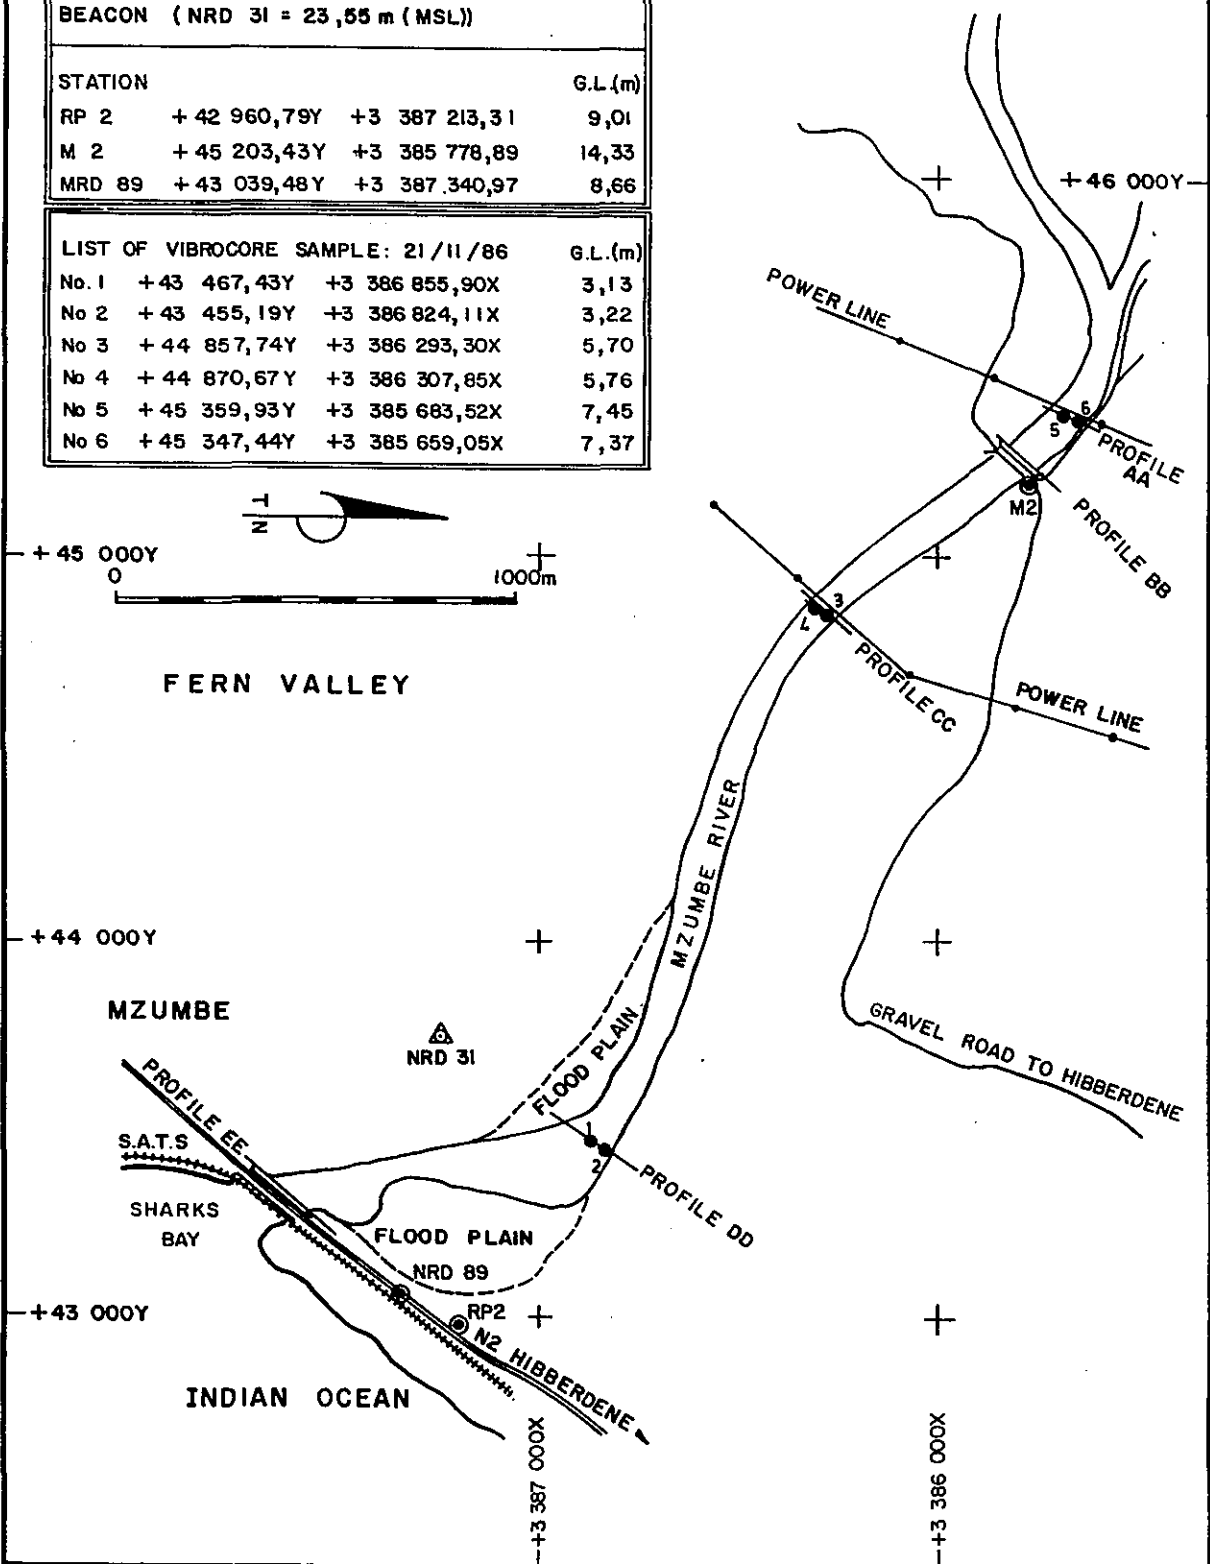 BEACON (NRD 31 = 23,55 m (MSL))
STATION G.L.(m)
RP 2 +42 960,79Y +3 387 213,31 9,01
M 2 +45 203,43Y +3 385 778,89 14,33
MRD 89 +43 039,48Y +3 387.340,97 8,66
LIST OF VIBROCORE SAMPLE: 21/11/86 G.L.(m)
No. 1 +43 467,43Y +3 386 855,90X 3,13
No 2 +43 455,19Y +3 386 824,11X 3,22
No 3 +44 857,74Y +3 386 293,30X 5,70
No 4 +44 870,67Y +3 386 307,85X 5,76
No 5 +45 359,93Y +3 385 683,52X 7,45
No 6 +45 347,44Y +3 385 659,05X 7,37
+46 000Y
POWER LINE
6
5
PROFILE
AA
M2
PROFILE BB
T N
+45 000Y
0 1000m
3
4
PROFILE CC
FERN VALLEY
POWER LINE
MZUMBE RIVER
+44 000Y
MZUMBE
NRD 31
FLOOD PLAIN
GRAVEL ROAD TO HIBBERDENE
PROFILE EE
S.A.T.S
1
2
PROFILE DD
SHARKS
BAY
FLOOD PLAIN
NRD 89
+43 000Y
RP2
N2 HIBBERDENE
INDIAN OCEAN
+3 387 000X
+3 386 000X